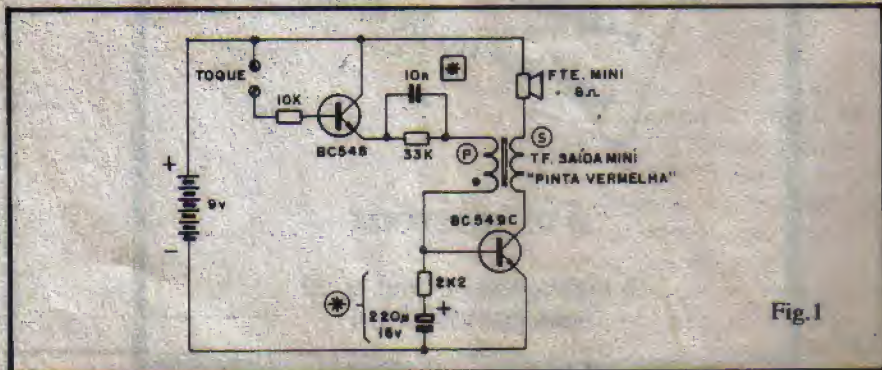 TOQUE
10K
BC548
10n
*
33K
P
S
FTE. MINI
8Ω
TF. SAÍDA MINI
"PINTA VERMELHA"
+
9v
-
BC549C
2K2
*
+
220µ
16v
Fig.1